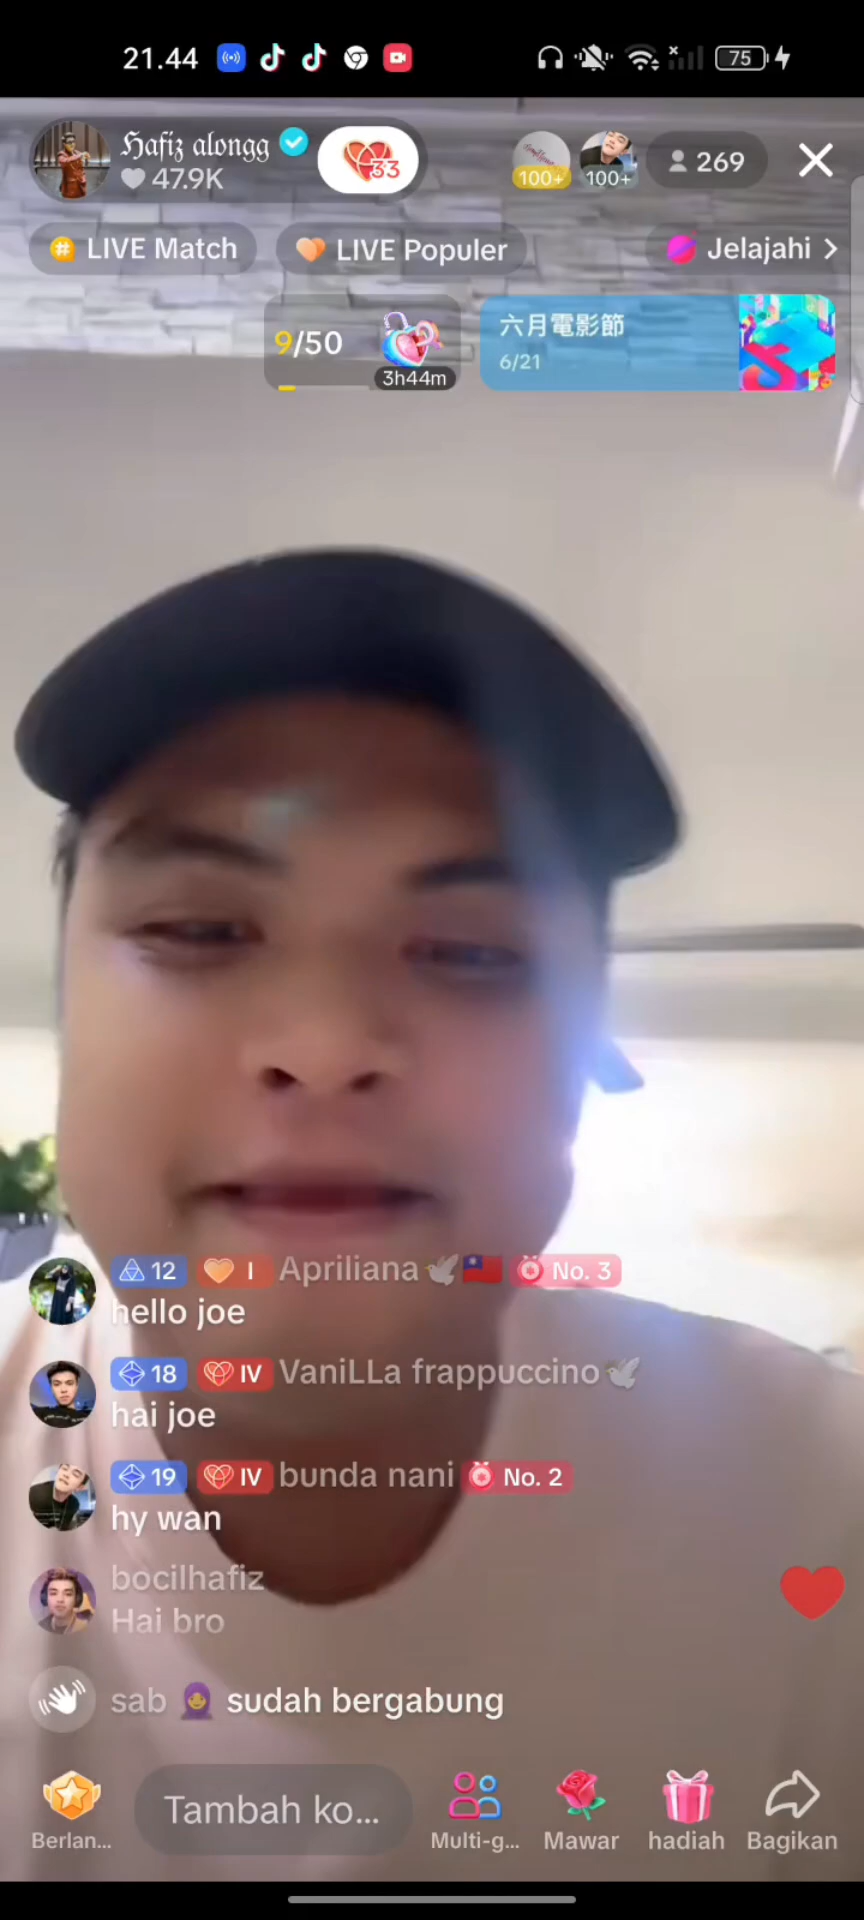 21.44
75
Hafiz alongg
47.9K
33
100+
100+
269
LIVE Match
LIVE Populer
Jelajahi
9/50
3h44m
六月電影節
6/21
12 I Apriliana No. 3
hello joe
18 IV VaniLLa frappuccino
hai joe
19 IV bunda nani No. 2
hy wan
bocilhafiz
Hai bro
sab sudah bergabung
Tambah ko...
Berlan...
Multi-g...
Mawar
hadiah
Bagikan